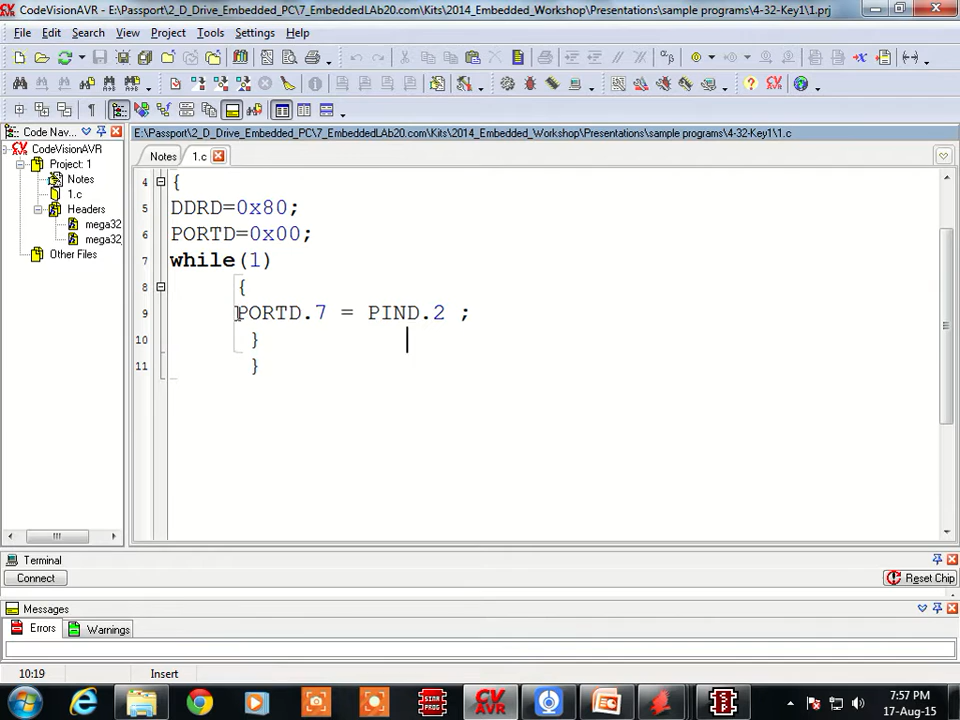 CodeVisionAVR - E:\Passport\2_D_Drive_Embedded_PC\7_EmbeddedLAb20.com\Kits\2014_Embedded_Workshop\Presentations\sample programs\4-32-Key1\1.prj
File Edit Search View Project Tools Settings Help
Code Nav...
E:\Passport\2_D_Drive_Embedded_PC\7_EmbeddedLAb20.com\Kits\2014_Embedded_Workshop\Presentations\sample programs\4-32-Key1\1.c
CodeVisionAVR
Project: 1
Notes
1.c
Headers
mega32
mega32
Other Files
Notes 1.c
4 {
5 DDRD=0x80;
6 PORTD=0x00;
7 while(1)
8 {
9 PORTD.7 = PIND.2 ;
10 }
11 }
Terminal
Connect
Reset Chip
Messages
Errors Warnings
10:19 Insert
SINA PROG
CV AVR
7:57 PM
17-Aug-15